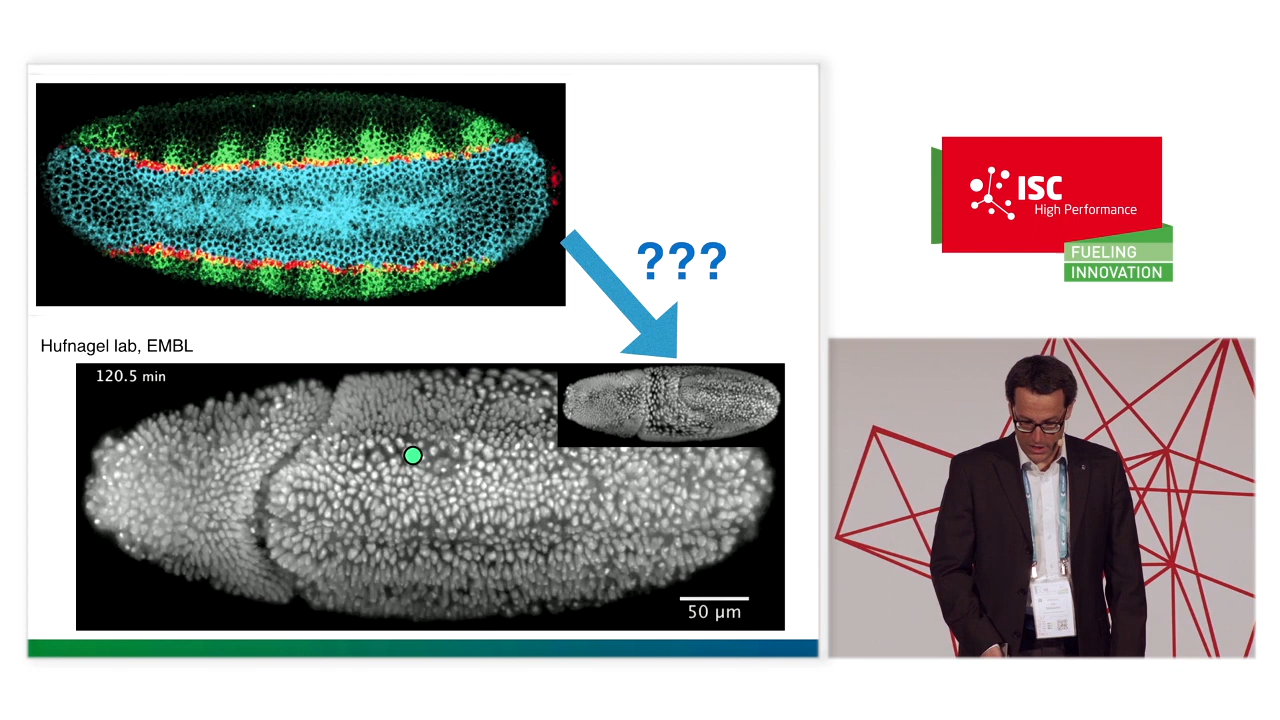 ???
Hufnagel lab, EMBL
120.5 min
50 µm
ISC
High Performance
FUELING
INNOVATION